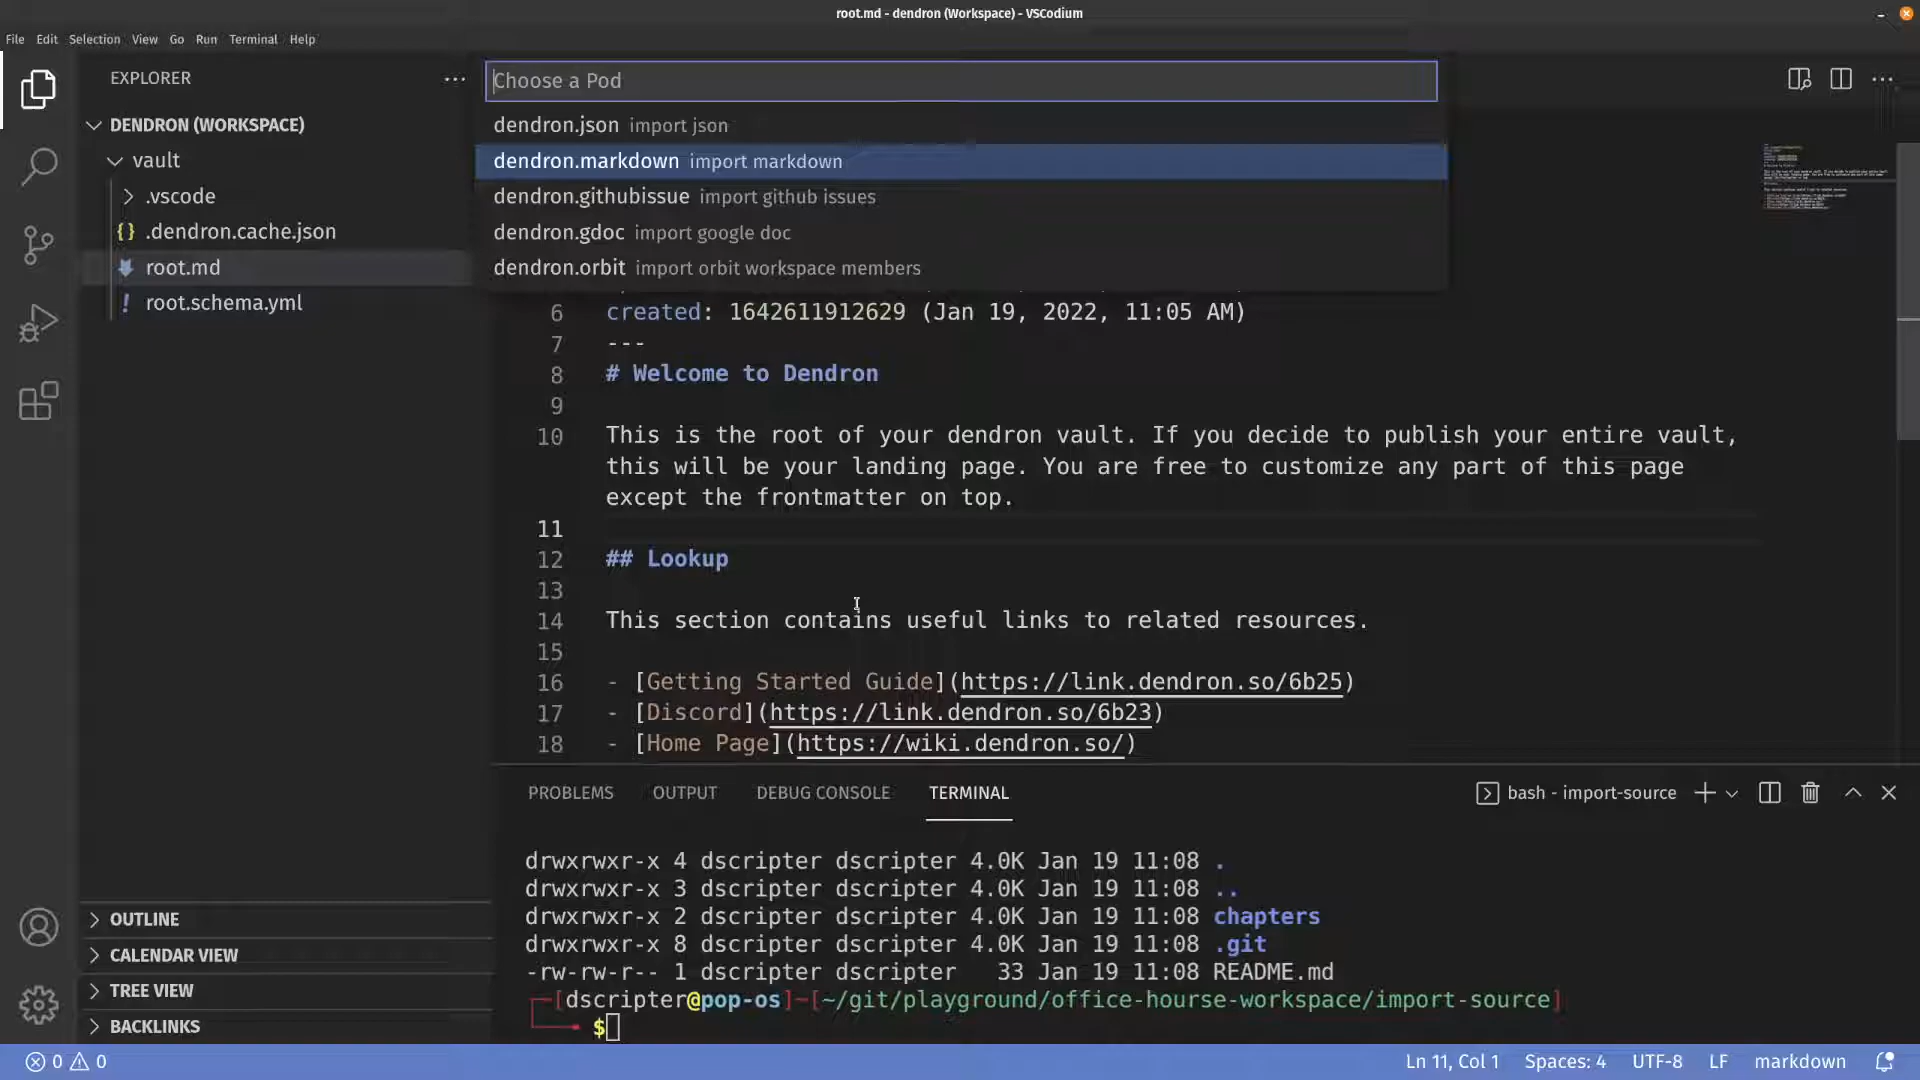 root.md - dendron (Workspace) - VSCodium
File Edit Selection View Go Run Terminal Help
EXPLORER
DENDRON (WORKSPACE)
vault
.vscode
{} .dendron.cache.json
root.md
! root.schema.yml
OUTLINE
CALENDAR VIEW
TREE VIEW
BACKLINKS
Choose a Pod
dendron.json import json
dendron.markdown import markdown
dendron.githubissue import github issues
dendron.gdoc import google doc
dendron.orbit import orbit workspace members
6 created: 1642611912629 (Jan 19, 2022, 11:05 AM)
7 ---
8 # Welcome to Dendron
9
10 This is the root of your dendron vault. If you decide to publish your entire vault,
this will be your landing page. You are free to customize any part of this page
except the frontmatter on top.
11
12 ## Lookup
13
14 This section contains useful links to related resources.
15
16 - [Getting Started Guide](https://link.dendron.so/6b25)
17 - [Discord](https://link.dendron.so/6b23)
18 - [Home Page](https://wiki.dendron.so/)
PROBLEMS OUTPUT DEBUG CONSOLE TERMINAL bash - import-source
drwxrwxr-x 4 dscripter dscripter 4.0K Jan 19 11:08 .
drwxrwxr-x 3 dscripter dscripter 4.0K Jan 19 11:08 ..
drwxrwxr-x 2 dscripter dscripter 4.0K Jan 19 11:08 chapters
drwxrwxr-x 8 dscripter dscripter 4.0K Jan 19 11:08 .git
-rw-rw-r-- 1 dscripter dscripter 33 Jan 19 11:08 README.md
[dscripter@pop-os]-[~/git/playground/office-hourse-workspace/import-source]
$
0 0 Ln 11, Col 1 Spaces: 4 UTF-8 LF markdown